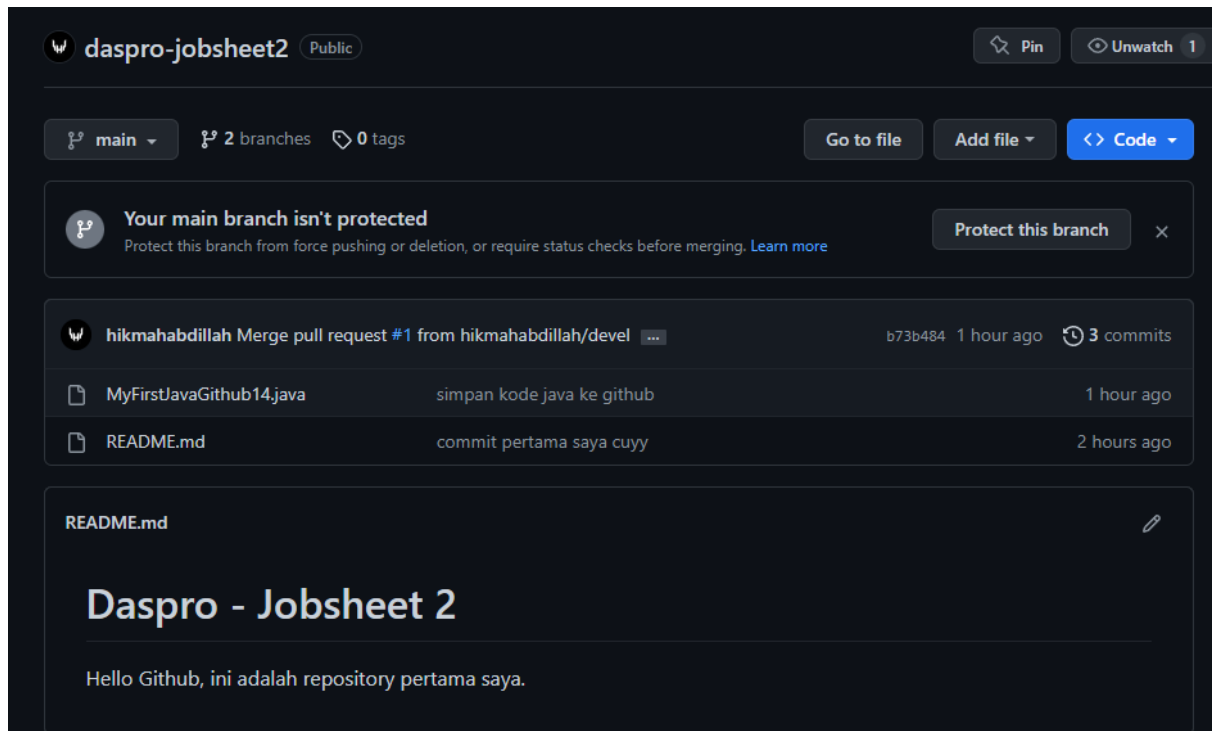 daspro-jobsheet2 Public Pin Unwatch 1
main 2 branches 0 tags Go to file Add file Code
Your main branch isn't protected
Protect this branch from force pushing or deletion, or require status checks before merging. Learn more
Protect this branch
hikmahabdillah Merge pull request #1 from hikmahabdillah/devel ... b73b484 1 hour ago 3 commits
MyFirstJavaGithub14.java simpan kode java ke github 1 hour ago
README.md commit pertama saya cuyy 2 hours ago
README.md
Daspro - Jobsheet 2
Hello Github, ini adalah repository pertama saya.